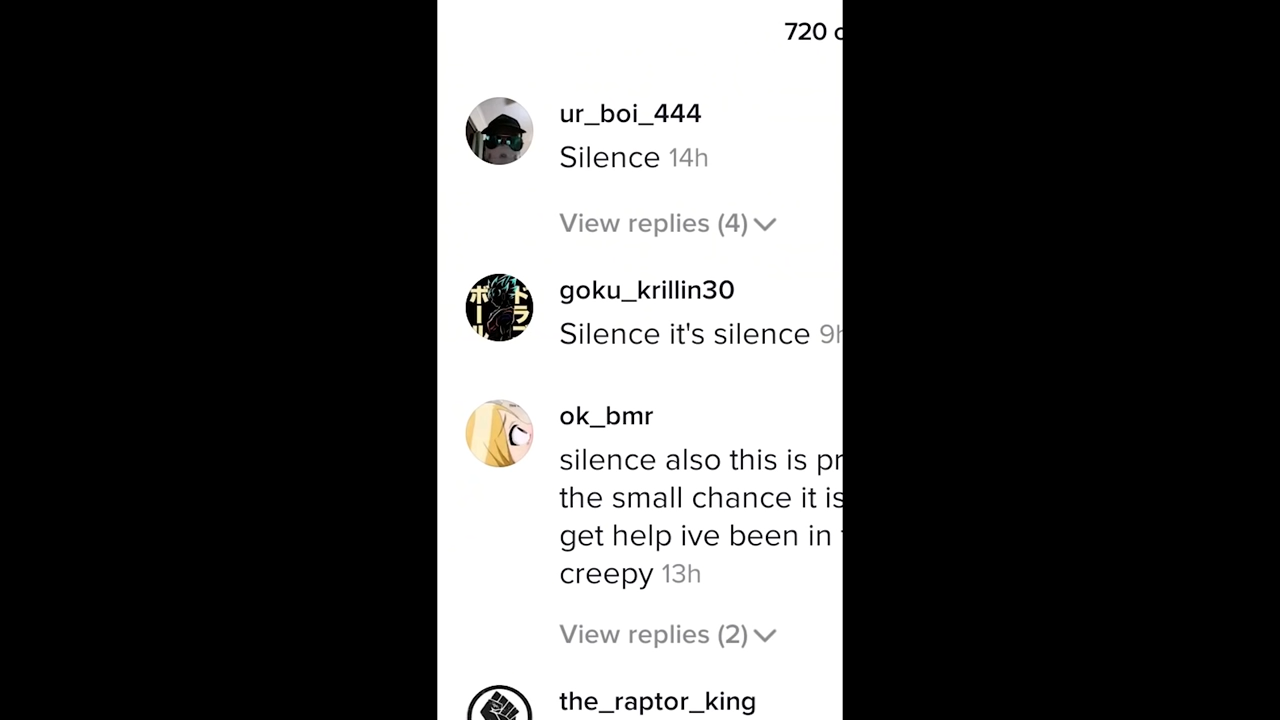 720
ur_boi_444
Silence 14h
View replies (4)
goku_krillin30
Silence it's silence 9h
ok_bmr
silence also this is
the small chance it is
get help ive been in
creepy 13h
View replies (2)
the_raptor_king